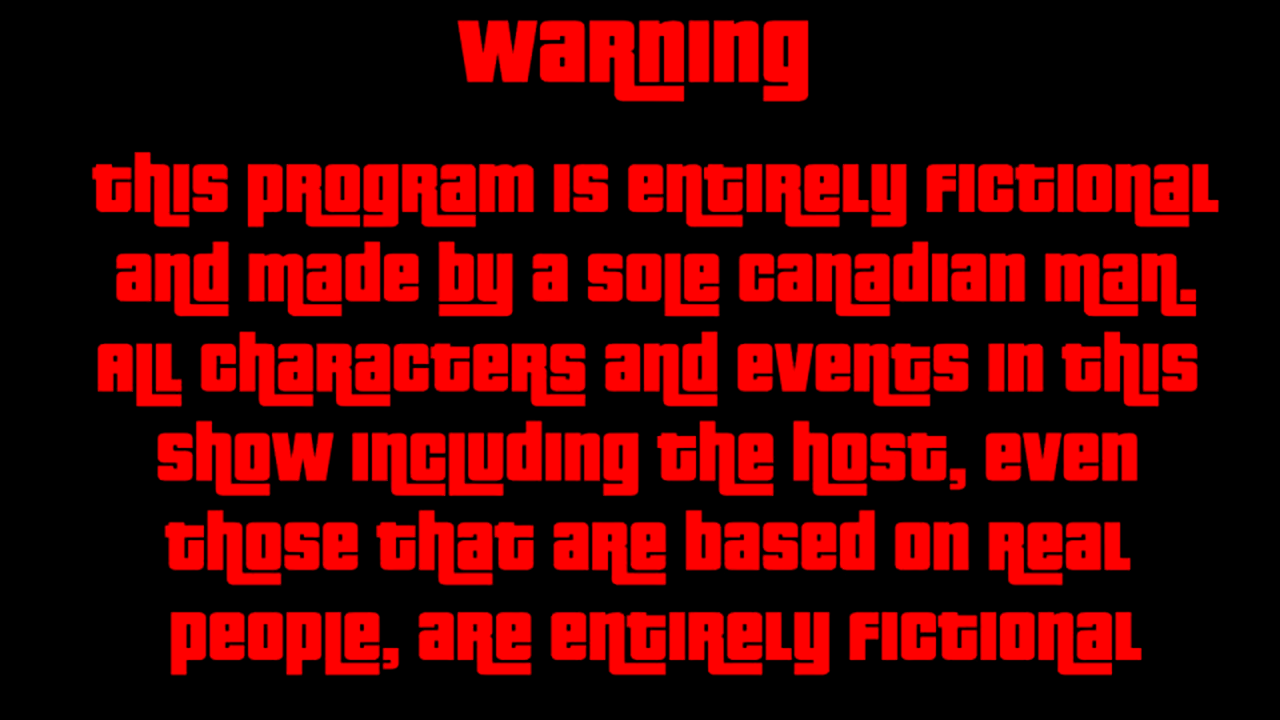 Warning
this program is entirely fictional
and made by a sole canadian man.
All characters and events in this
show including the host, even
those that are based on real
people, are entirely fictional